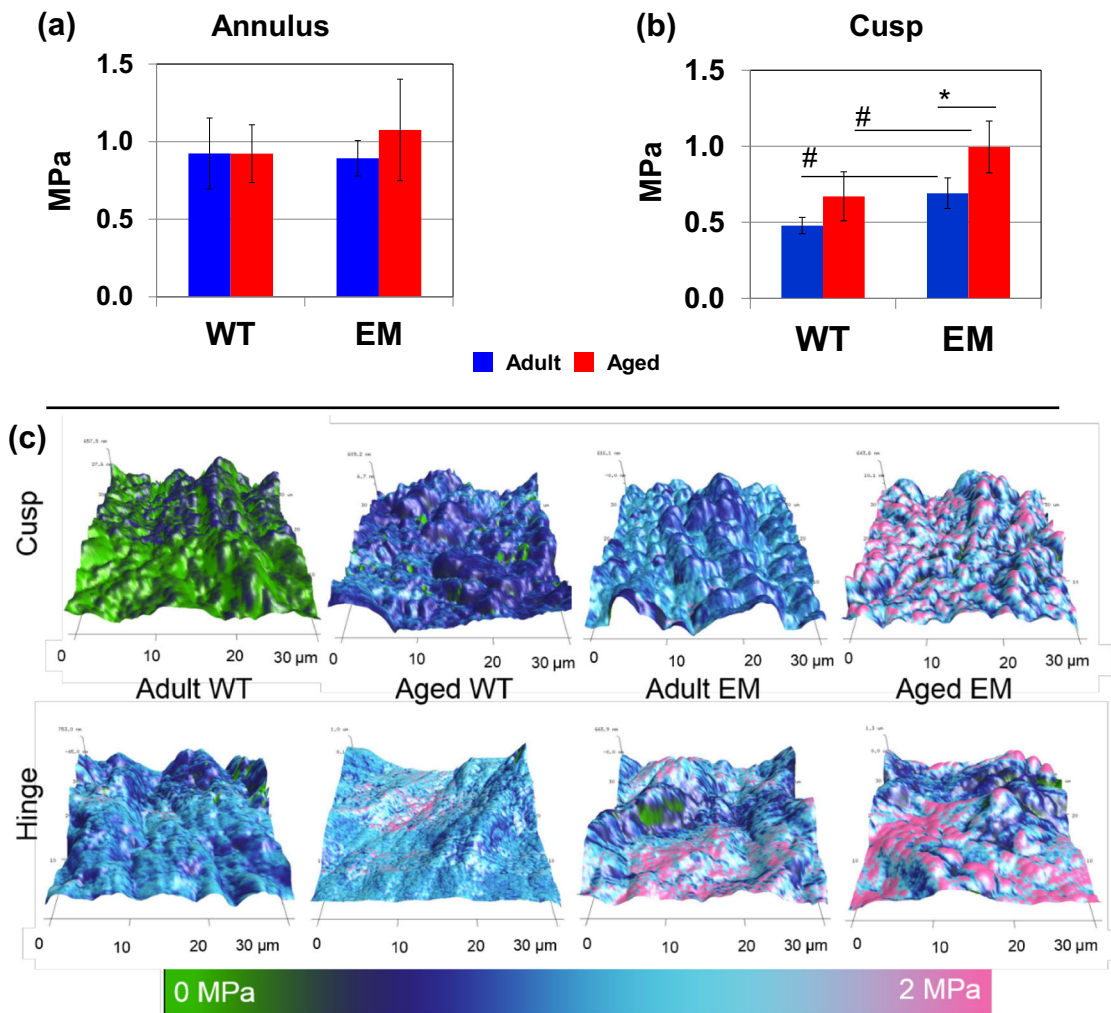 (a) Annulus
1.5
1.0
0.5
0.0
MPa
WT EM
(b) Cusp
1.5
1.0
0.5
0.0
MPa
#
#
*
WT EM
Adult Aged
(c)
Cusp
0 10 20 30 µm
0 10 20 30 µm
0 10 20 30 µm
0 10 20 30 µm
Adult WT Aged WT Adult EM Aged EM
Hinge
0 10 20 30 µm
0 10 20 30 µm
0 10 20 30 µm
0 10 20 30 µm
0 MPa 2 MPa